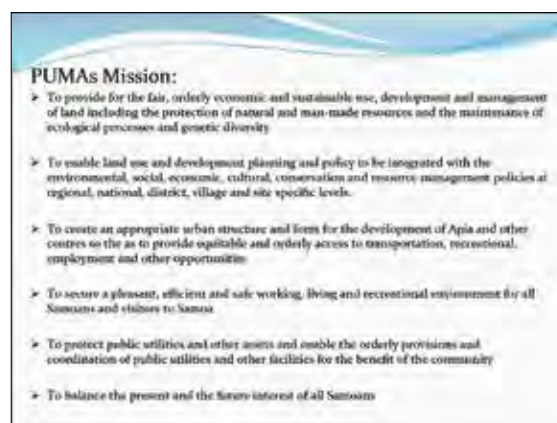 PUMAs Mission:
➤ To provide for the fair, orderly economic and sustainable use, development and management
of land including the protection of natural and man-made resources and the maintenance of
ecological processes and genetic diversity
➤ To enable land use and development planning and policy to be integrated with the
environmental, social, economic, cultural, conservation and resource management policies at
regional, national, district, village and site specific levels.
➤ To create an appropriate urban structure and form for the development of Apia and other
centres so the as to provide equitable and orderly access to transportation, recreational,
employment and other opportunities
➤ To secure a pleasant, efficient and safe working, living and recreational environment for all
Samoans and visitors to Samoa
➤ To protect public utilities and other assets and enable the orderly provisions and
coordination of public utilities and other facilities for the benefit of the community
➤ To balance the present and the future interest of all Samoans